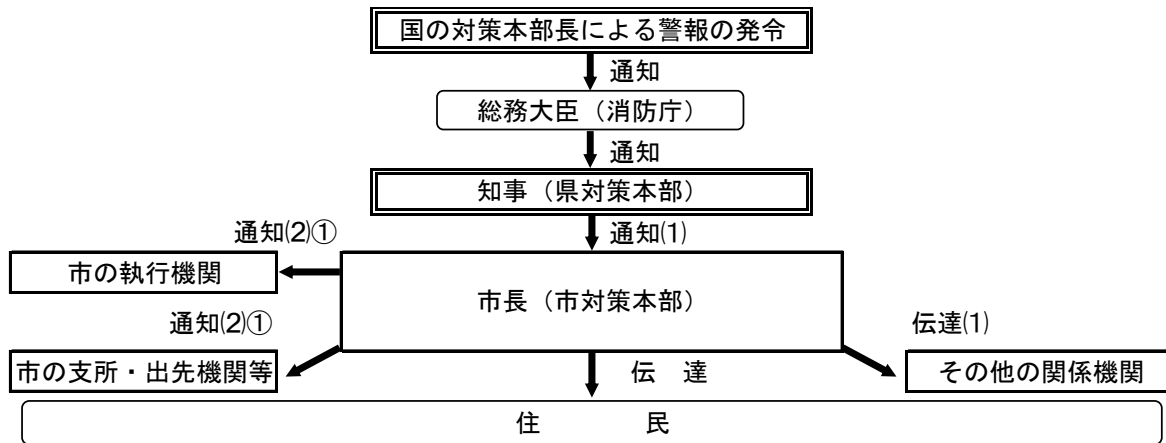 国の対策本部長による警報の発令
通知
総務大臣（消防庁）
通知
知事（県対策本部）
通知(2)①
通知(1)
市の執行機関
市長（市対策本部）
通知(2)①
伝達(1)
市の支所・出先機関等
伝　達
その他の関係機関
住　　　　民